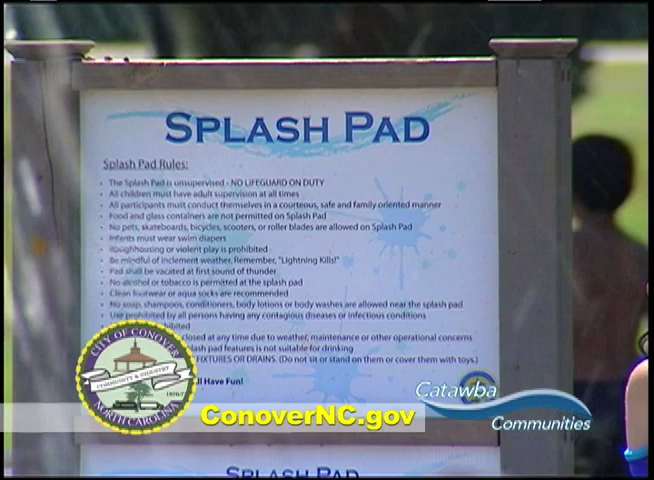 SPLASH PAD
Splash Pad Rules:
• The Splash Pad is unsupervised - NO LIFEGUARD ON DUTY
• All children must have adult supervision at all times
• All participants must conduct themselves in a courteous, safe and family oriented manner
• Food and glass containers are not permitted on Splash Pad
• No pets, skateboards, bicycles, scooters, or roller blades are allowed on Splash Pad
• Infants must wear swim diapers
• Roughhousing or violent play is prohibited
• Be mindful of inclement weather. Remember, "Lightning Kills!"
• Pad shall be vacated at first sound of thunder
• No alcohol or tobacco is permitted at the splash pad
• Clean footwear or aqua socks are recommended
• No soap, shampoos, conditioners, body lotions or body washes are allowed near the splash pad
• Use prohibited by all persons having any contagious diseases or infectious conditions
closed at any time due to weather, maintenance or other operational concerns
pad features is not suitable for drinking
FIXTURES OR DRAINS. (Do not sit or stand on them or cover them with toys.)
Have Fun!
CITY OF CONOVER
COMMUNITY & INDUSTRY
NORTH CAROLINA
ConoverNC.gov
Catawba
Communities
SPLASH PAD